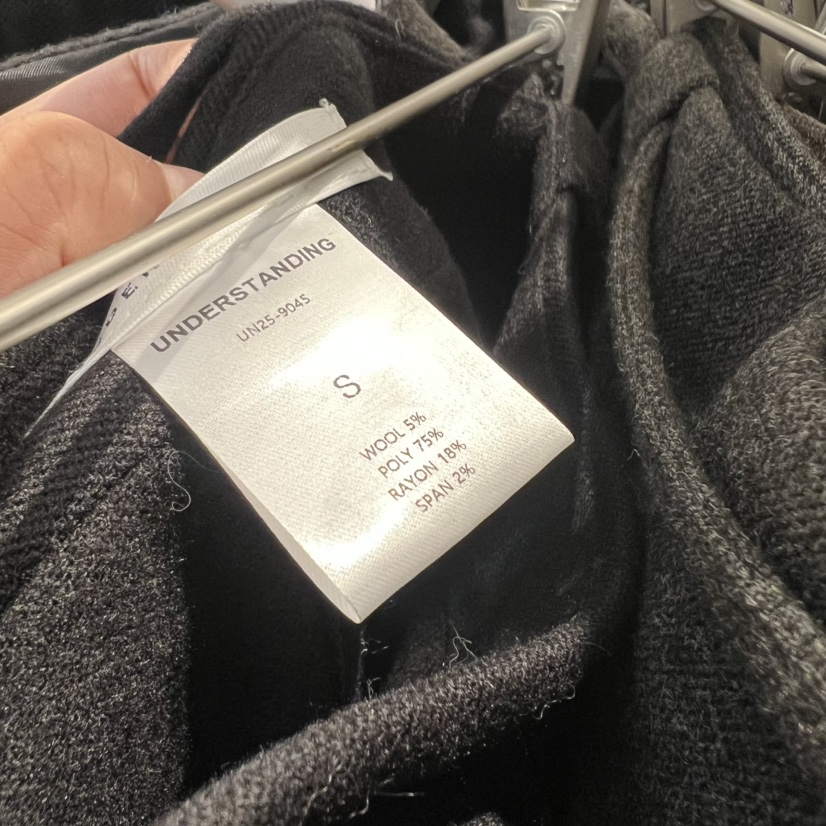 UNDERSTANDING
UN25-9045
S
WOOL 5%
POLY 75%
RAYON 18%
SPAN 2%